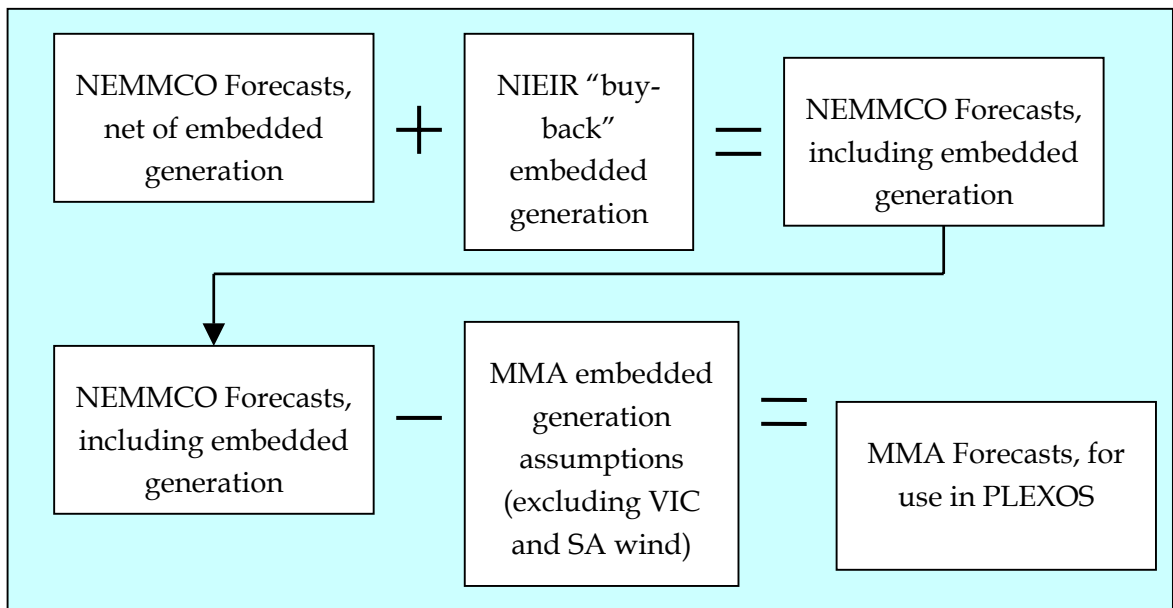 NEMMCO Forecasts,
net of embedded
generation
+
NIEIR “buy-
back”
embedded
generation
=
NEMMCO Forecasts,
including embedded
generation
NEMMCO Forecasts,
including embedded
generation
−
MMA embedded
generation
assumptions
(excluding VIC
and SA wind)
=
MMA Forecasts, for
use in PLEXOS